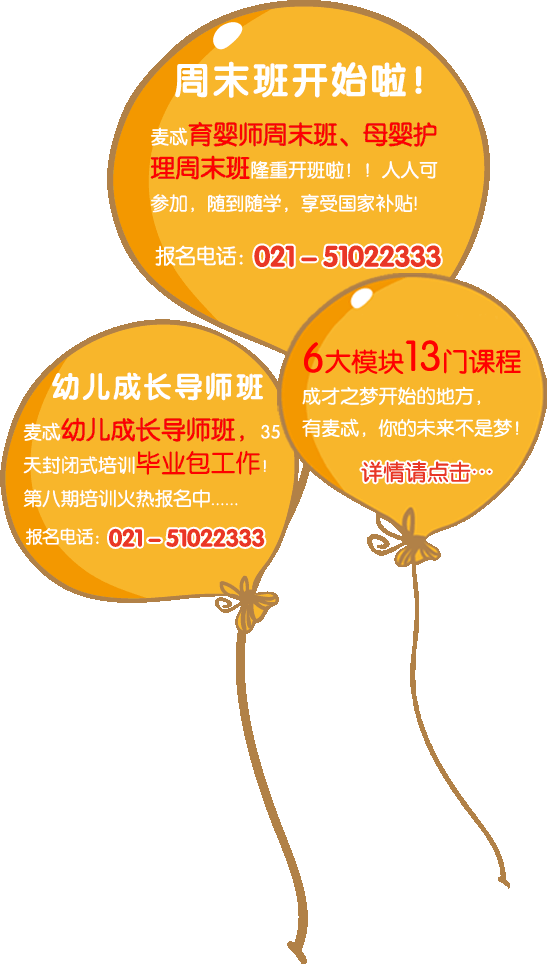 周末班开始啦！
麦忒育婴师周末班、母婴护
理周末班隆重开班啦！！人人可
参加，随到随学，享受国家补贴!
报名电话：021－51022333
6大模块13门课程
成才之梦开始的地方，
有麦忒，你的未来不是梦！
详情请点击…
幼儿成长导师班
麦忒幼儿成长导师班，35
天封闭式培训毕业包工作！
第八期培训火热报名中......
报名电话：021－51022333